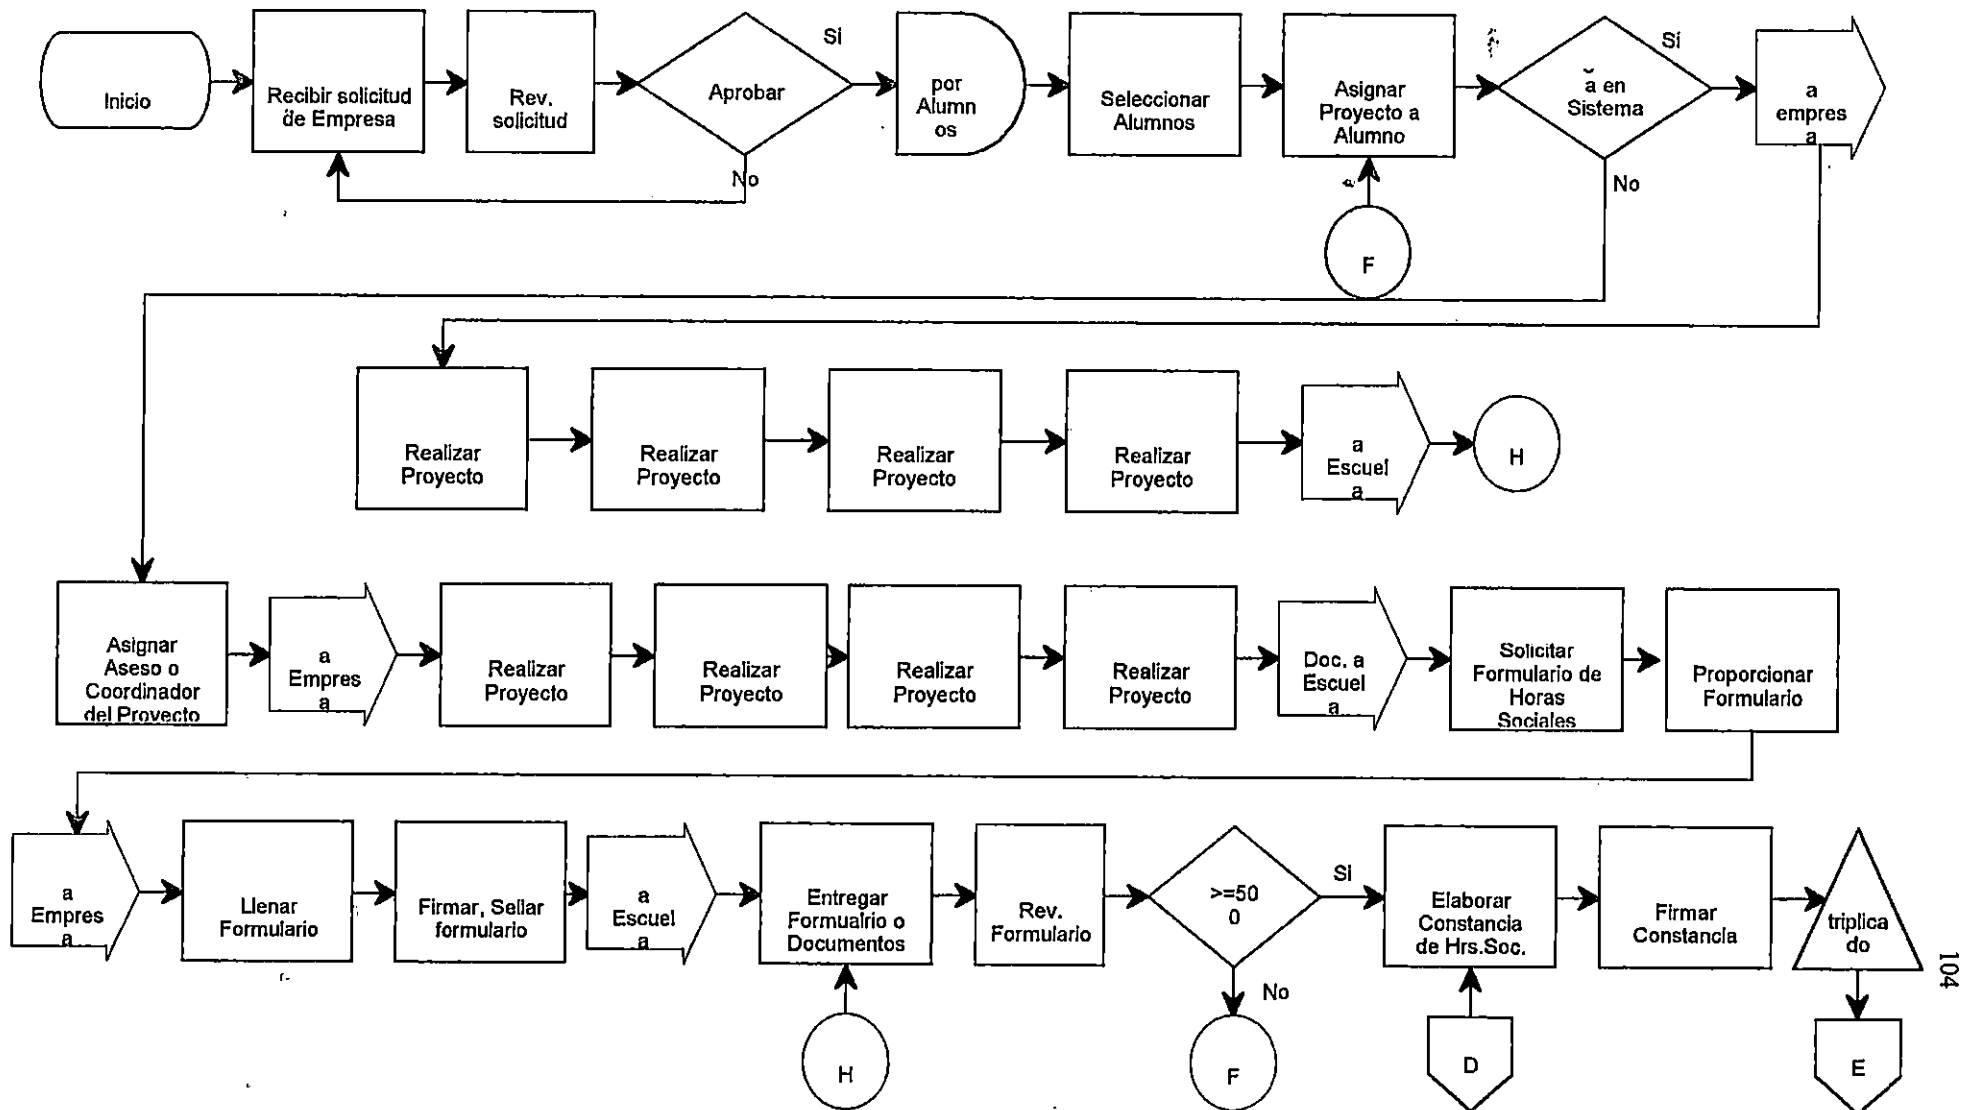 Inicio
Recibir solicitud
de Empresa
Rev.
solicitud
Aprobar
Si
No
por
Alumn
os
Seleccionar
Alumnos
Asignar
Proyecto a
Alumno
F
a en
Sistema
Sí
No
a
empres
a
Realizar
Proyecto
Realizar
Proyecto
Realizar
Proyecto
Realizar
Proyecto
a
Escuel
a
H
Asignar
Aseso o
Coordinador
del Proyecto
a
Empres
a
Realizar
Proyecto
Realizar
Proyecto
Realizar
Proyecto
Realizar
Proyecto
Doc. a
Escuel
a
Solicitar
Formulario de
Horas
Sociales
Proporcionar
Formulario
a
Empres
a
Llenar
Formulario
Firmar, Sellar
formulario
a
Escuel
a
Entregar
Formualrio o
Documentos
H
Rev.
Formulario
>=50
0
Si
No
F
Elaborar
Constancia
de Hrs.Soc.
D
Firmar
Constancia
triplica
do
E
104